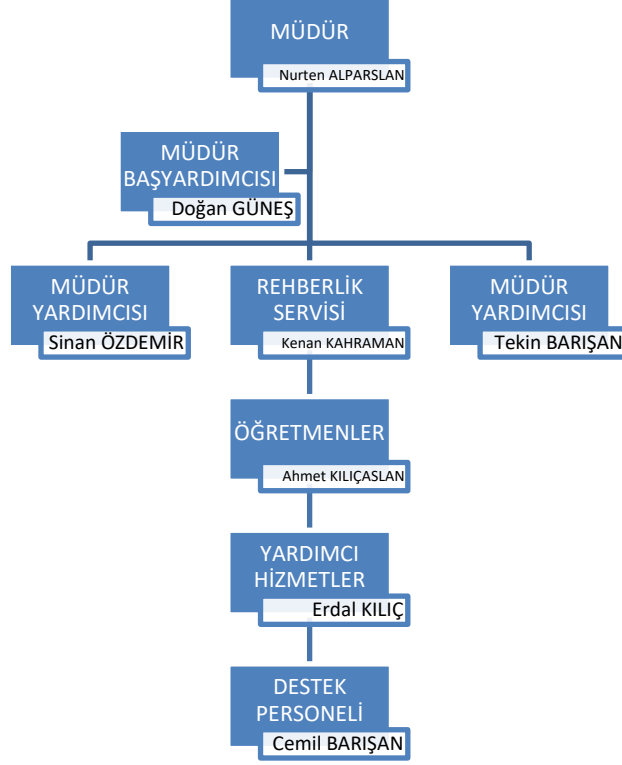 MÜDÜR
Nurten ALPARSLAN
MÜDÜR
BAŞYARDIMCISI
Doğan GÜNEŞ
MÜDÜR
YARDIMCISI
Sinan ÖZDEMİR
REHBERLİK
SERVİSİ
Kenan KAHRAMAN
MÜDÜR
YARDIMCISI
Tekin BARIŞAN
ÖĞRETMENLER
Ahmet KILIÇASLAN
YARDIMCI
HİZMETLER
Erdal KILIÇ
DESTEK
PERSONELİ
Cemil BARIŞAN